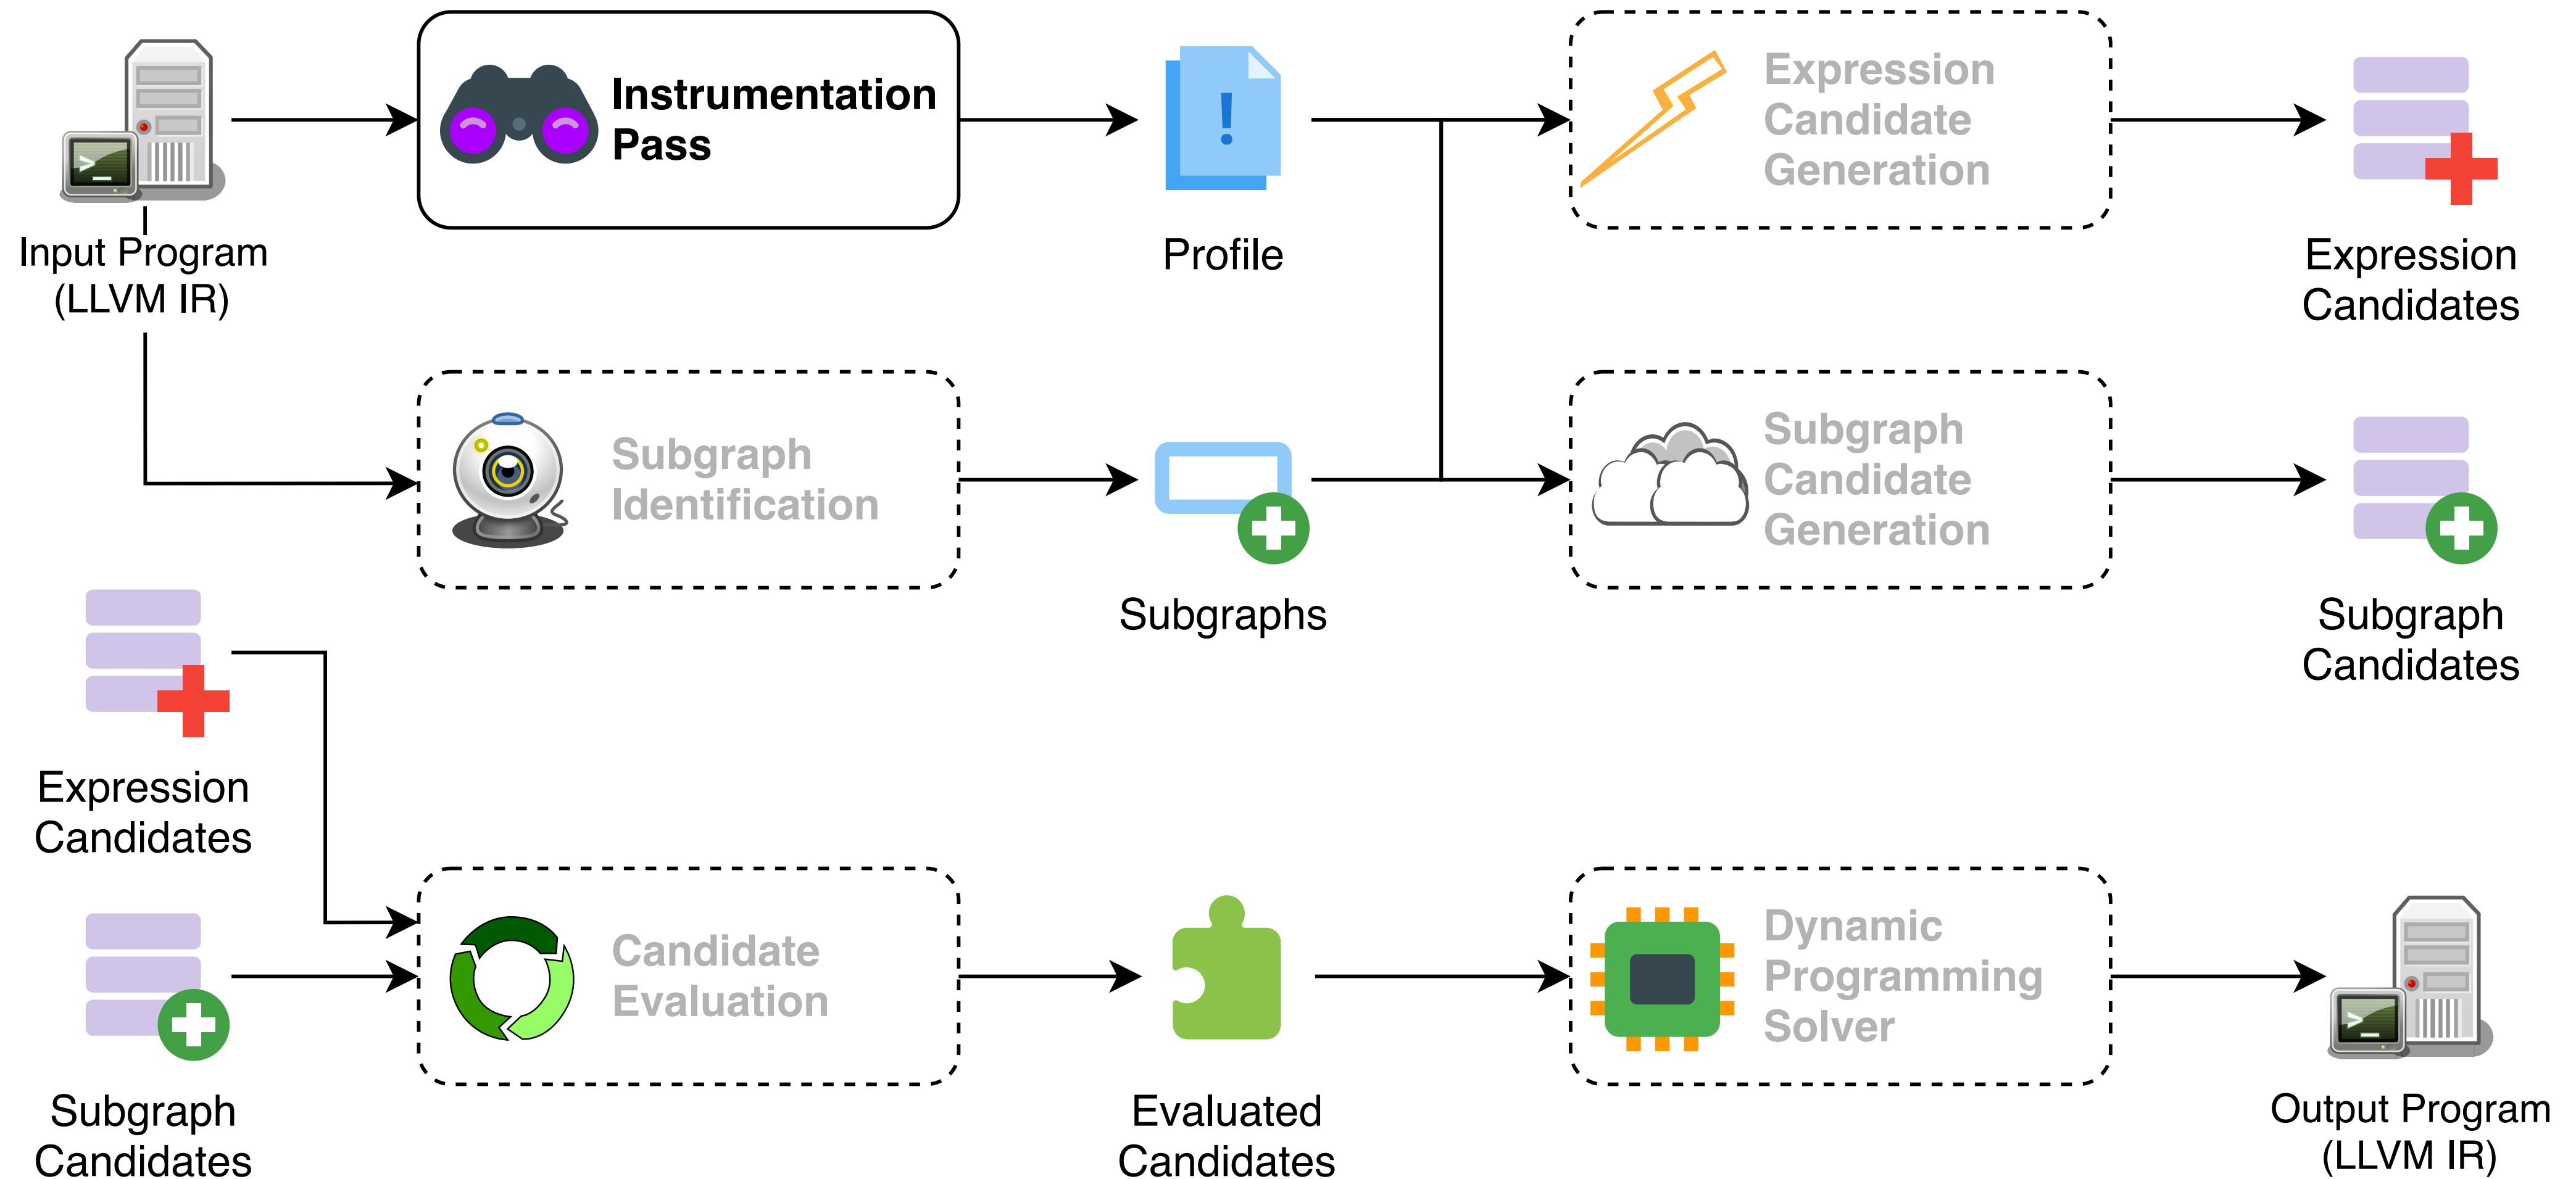 Instrumentation
Pass
Expression
Candidate
Generation
Input Program
(LLVM IR)
Profile
Expression
Candidates
Subgraph
Identification
Subgraph
Candidate
Generation
Subgraphs
Subgraph
Candidates
Expression
Candidates
Candidate
Evaluation
Dynamic
Programming
Solver
Subgraph
Candidates
Evaluated
Candidates
Output Program
(LLVM IR)